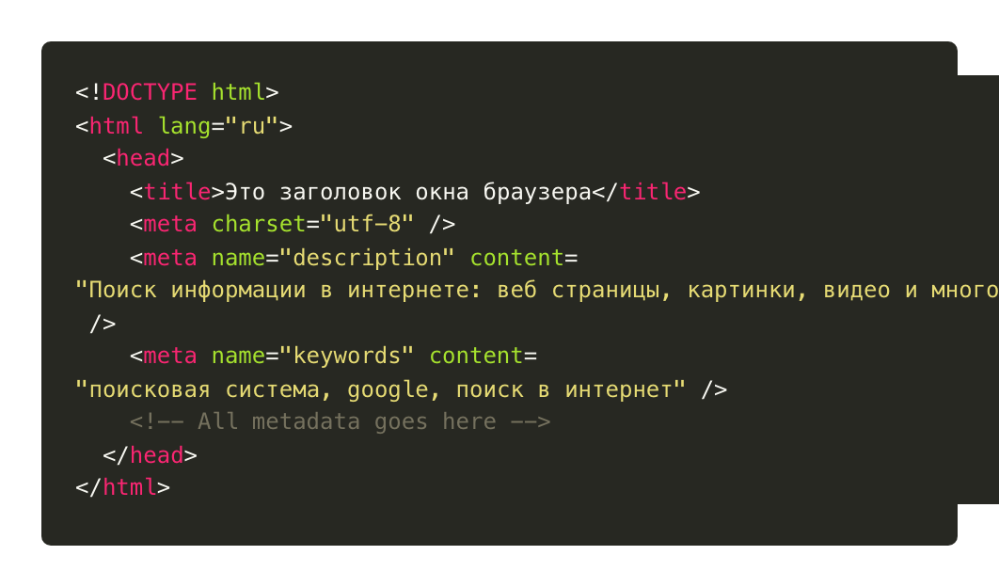 <!DOCTYPE html>
<html lang="ru">
  <head>
    <title>Это заголовок окна браузера</title>
    <meta charset="utf-8" />
    <meta name="description" content=
"Поиск информации в интернете: веб страницы, картинки, видео и много
 />
    <meta name="keywords" content=
"поисковая система, google, поиск в интернет" />
    <!-- All metadata goes here -->
  </head>
</html>